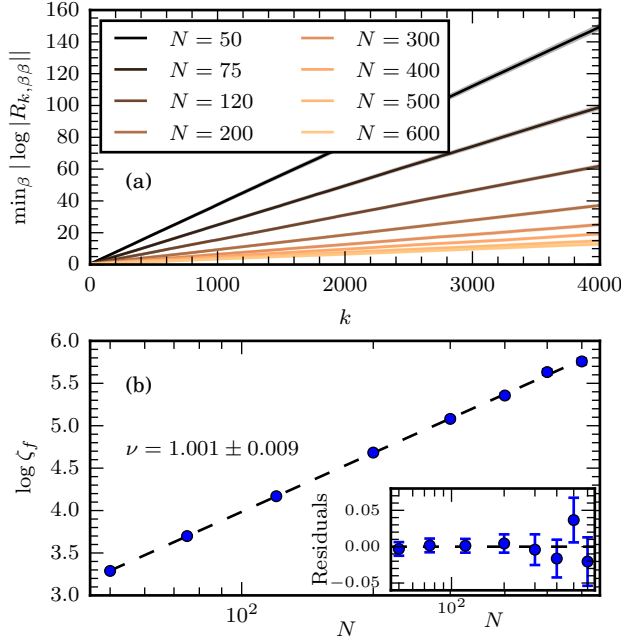 160
140
120
100
80
60
40
20
0
min_β | log |R_{k,ββ}||
N = 50
N = 75
N = 120
N = 200
N = 300
N = 400
N = 500
N = 600
(a)
0 1000 2000 3000 4000
k
6.0
5.5
5.0
4.5
4.0
3.5
3.0
log ζ_f
(b)
ν = 1.001 ± 0.009
10²
N
Residuals
0.05
0.00
−0.05
10²
N